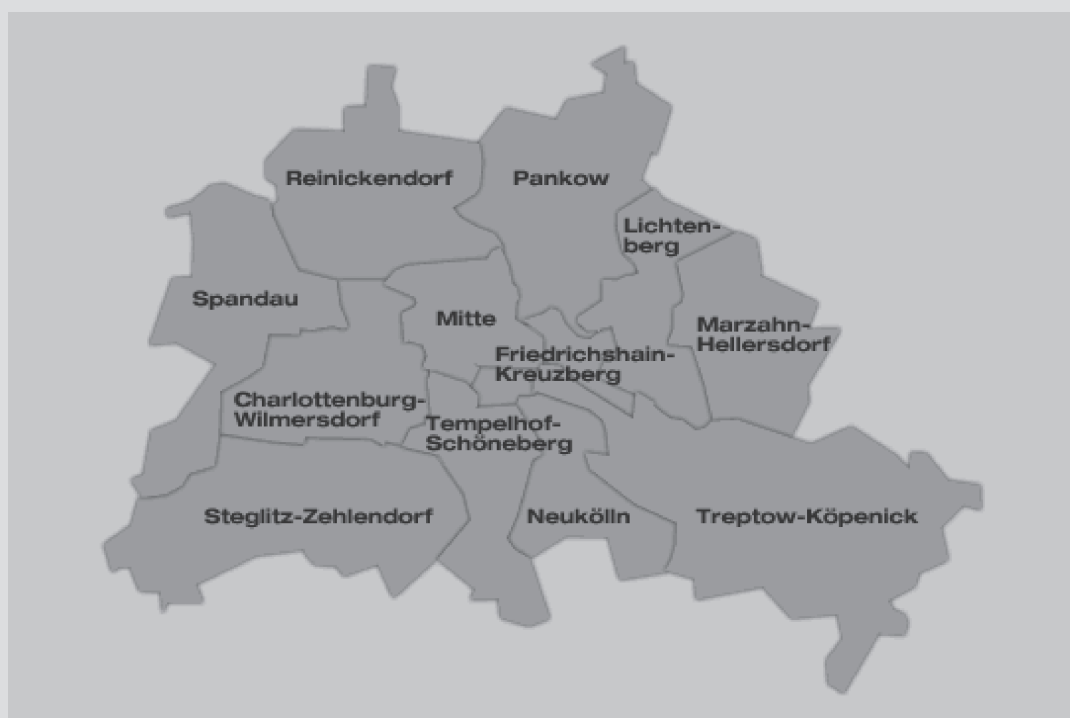 Reinickendorf
Pankow
Lichten-
berg
Spandau
Mitte
Marzahn-
Hellersdorf
Friedrichshain-
Kreuzberg
Charlottenburg-
Wilmersdorf
Tempelhof-
Schöneberg
Steglitz-Zehlendorf
Neukölln
Treptow-Köpenick